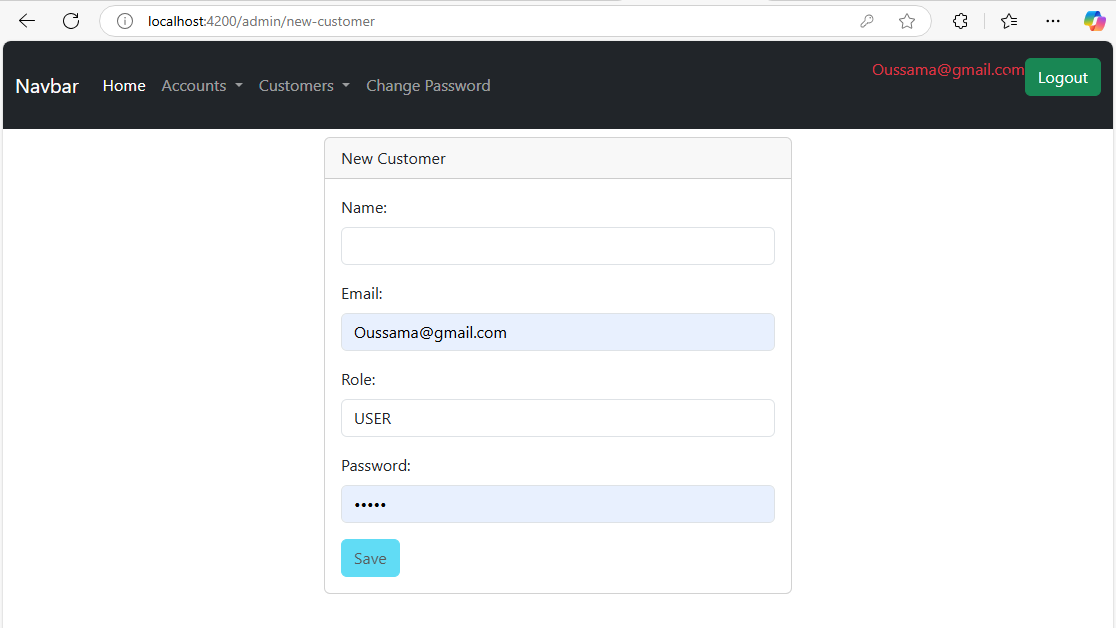 localhost:4200/admin/new-customer
Navbar Home Accounts Customers Change Password Oussama@gmail.com Logout
New Customer
Name:
Email:
Oussama@gmail.com
Role:
USER
Password:
•••••
Save